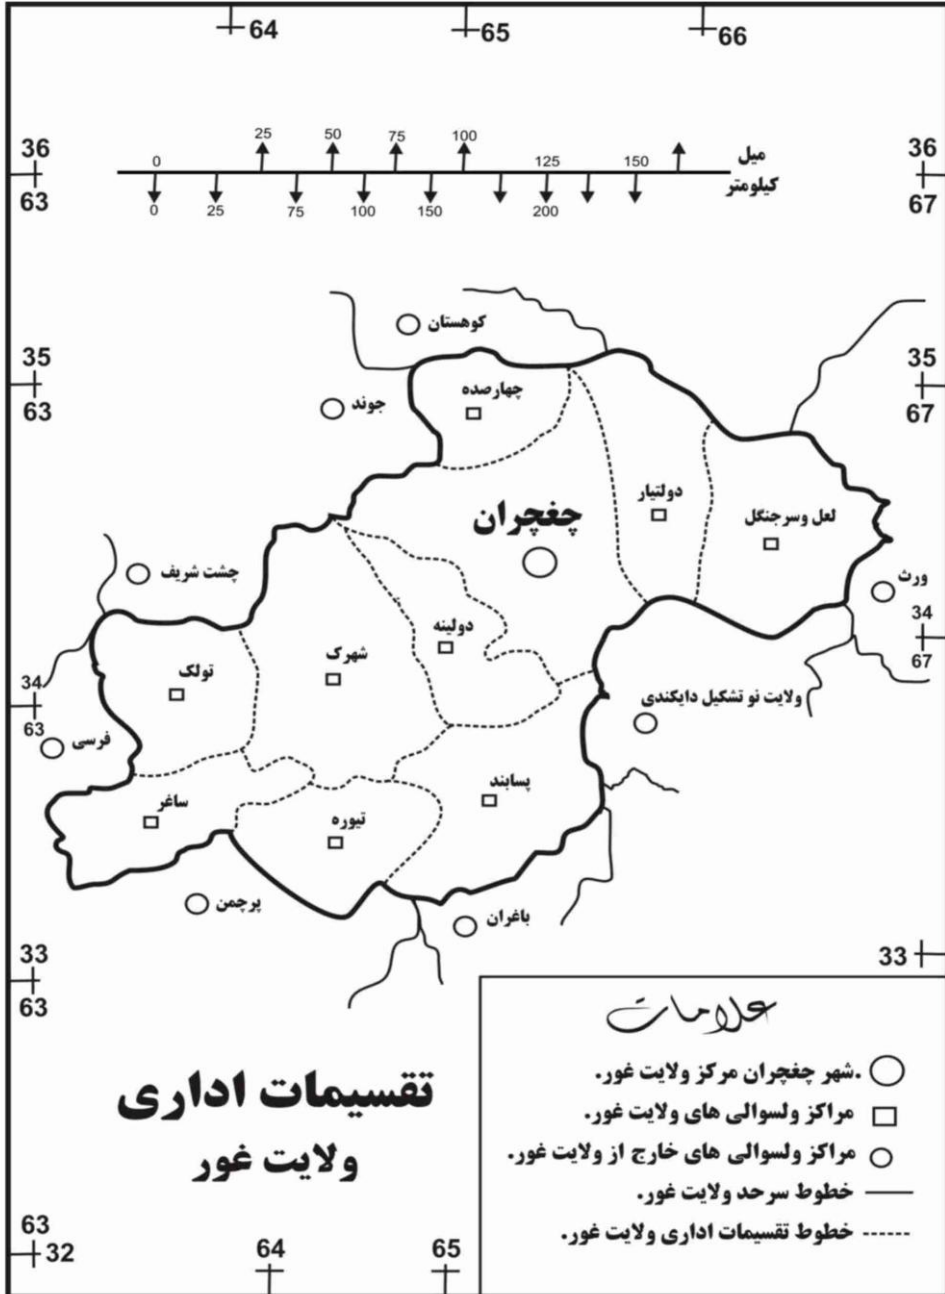 64
65
66
36
63
36
67
0 25 50 75 100 125 150 میل
0 25 75 100 150 200 کیلومتر
کوهستان
35
63
35
67
چهارصده
جوند
دولتیار
چغچران
لعل وسرجنگل
چشت شریف
ورث
34
67
دولینه
شهرک
تولک
34
63
ولایت نو تشکیل دایکندی
فرسی
پسابند
ساغر
تیوره
پرچمن
باغران
33
63
33
علامات
شهر چغچران مرکز ولایت غور.
مراکز ولسوالی های ولایت غور.
مراکز ولسوالی های خارج از ولایت غور.
خطوط سرحد ولایت غور.
خطوط تقسیمات اداری ولایت غور.
تقسیمات اداری
ولایت غور
63
32
64
65